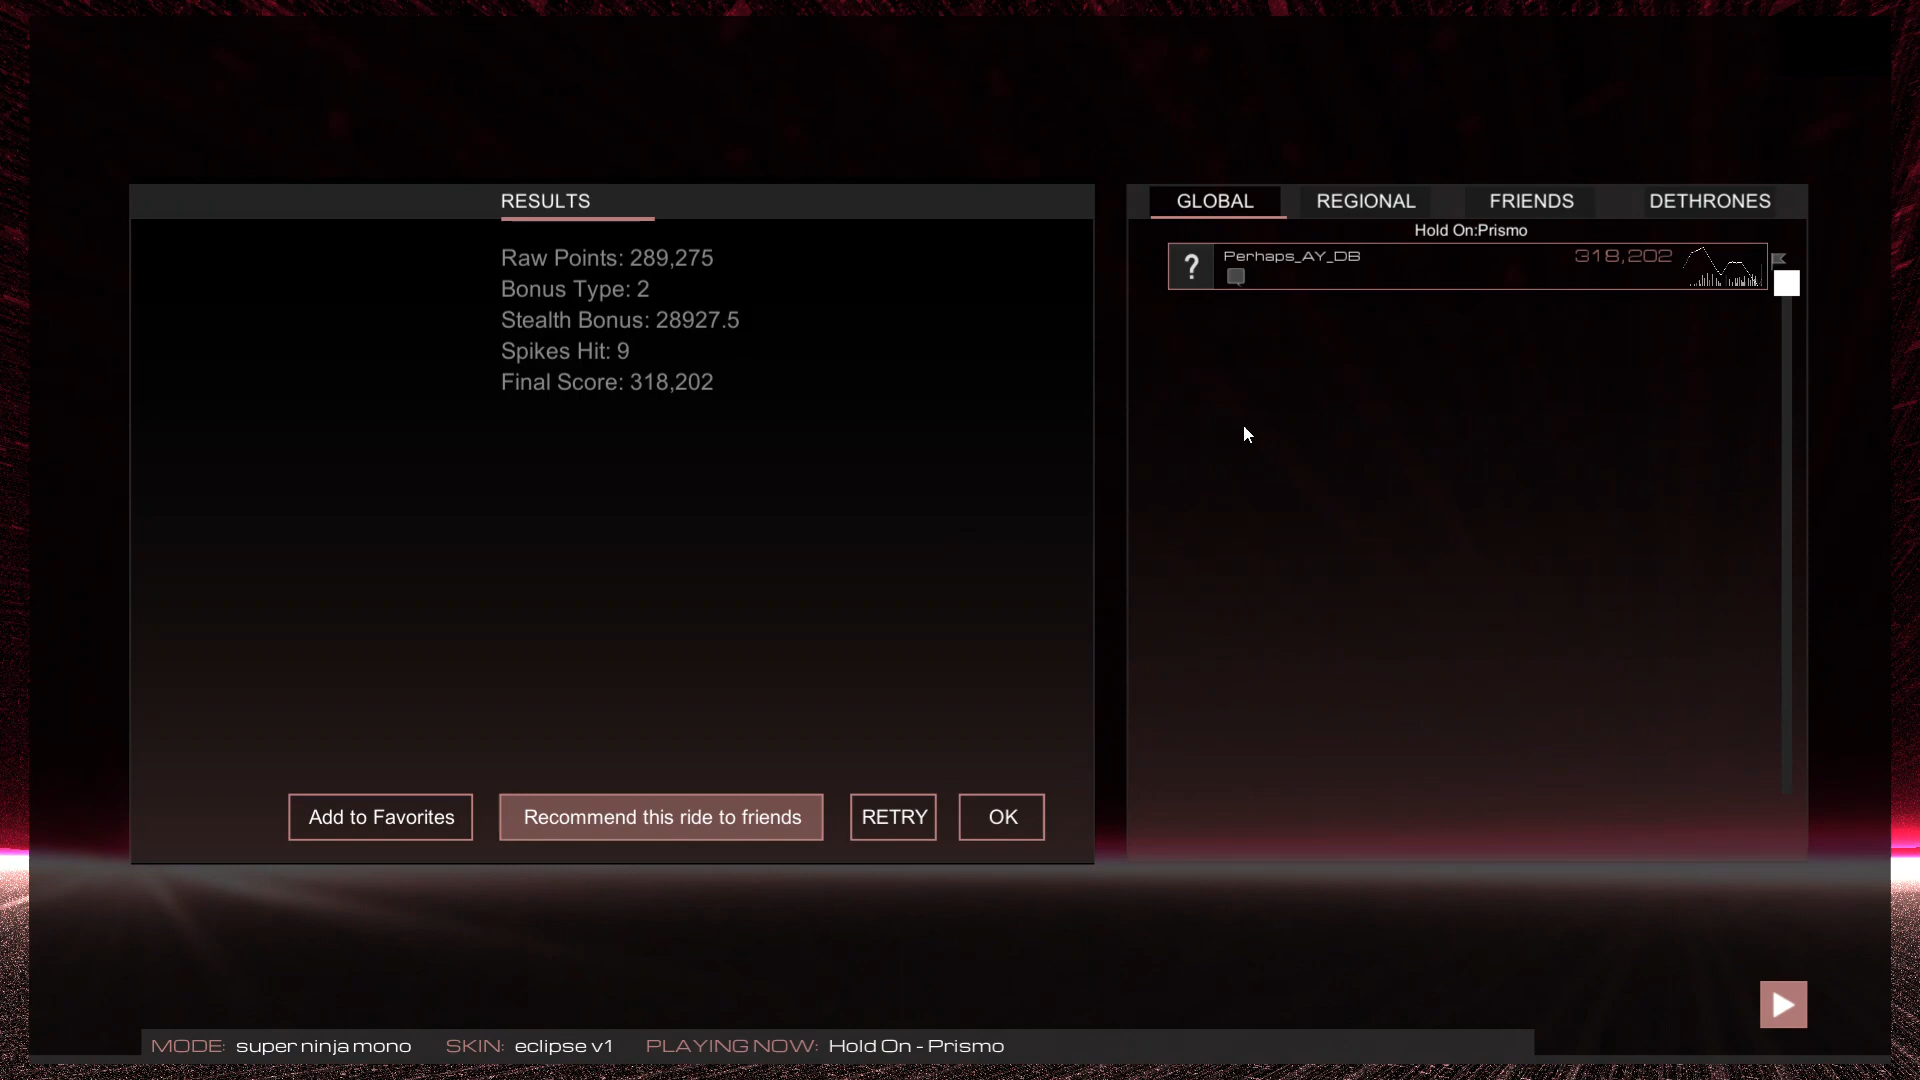 RESULTS
Raw Points: 289,275
Bonus Type: 2
Stealth Bonus: 28927.5
Spikes Hit: 9
Final Score: 318,202
Add to Favorites
Recommend this ride to friends
RETRY
OK
GLOBAL
REGIONAL
FRIENDS
DETHRONES
Hold On:Prismo
?
Perhaps_AY_DB
318,202
MODE: super ninja mono SKIN: eclipse v1 PLAYING NOW: Hold On - Prismo